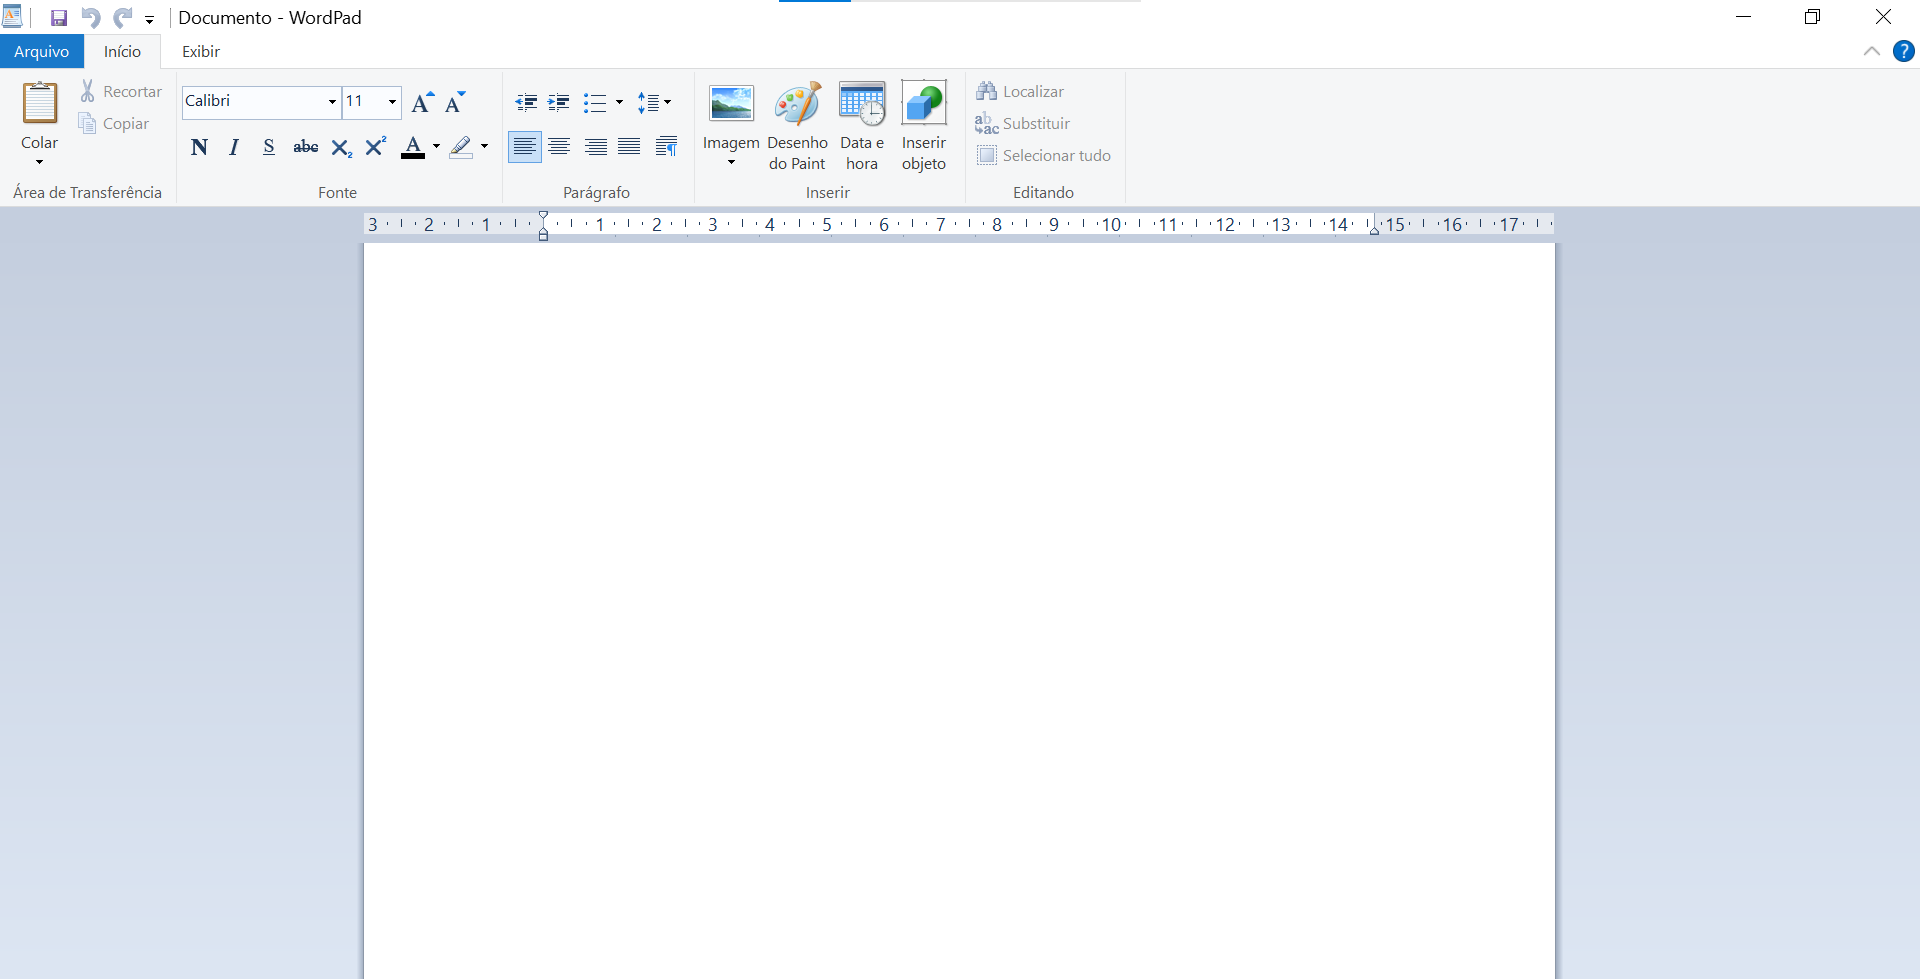 Documento - WordPad
Arquivo Início Exibir
Colar Recortar Copiar
Área de Transferência
Calibri 11
N I S abc X₂ X² A
Fonte
Parágrafo
Imagem Desenho do Paint Data e hora Inserir objeto
Inserir
Localizar
Substituir
Selecionar tudo
Editando
3 2 1 1 2 3 4 5 6 7 8 9 10 11 12 13 14 15 16 17